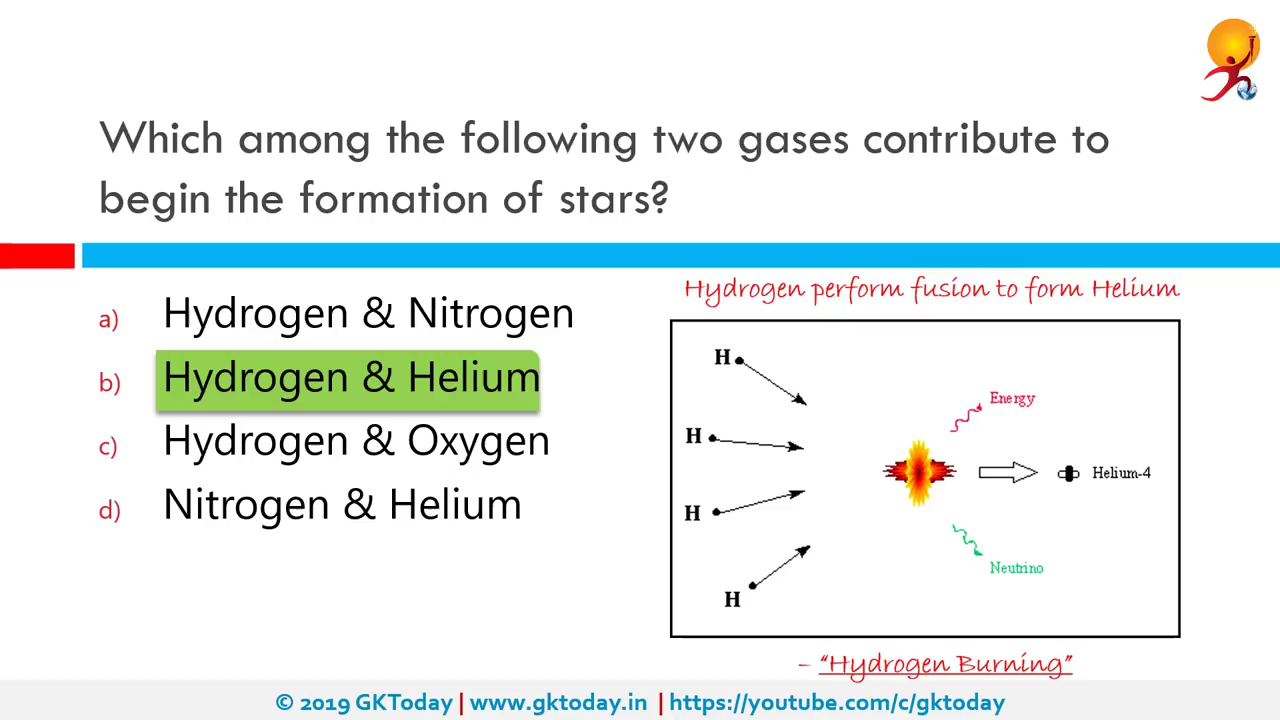 Which among the following two gases contribute to
begin the formation of stars?
a) Hydrogen & Nitrogen
b) Hydrogen & Helium
c) Hydrogen & Oxygen
d) Nitrogen & Helium
Hydrogen perform fusion to form Helium
H
H
H
H
Energy
Helium-4
Neutrino
– “Hydrogen Burning”
© 2019 GKToday | www.gktoday.in | https://youtube.com/c/gktoday